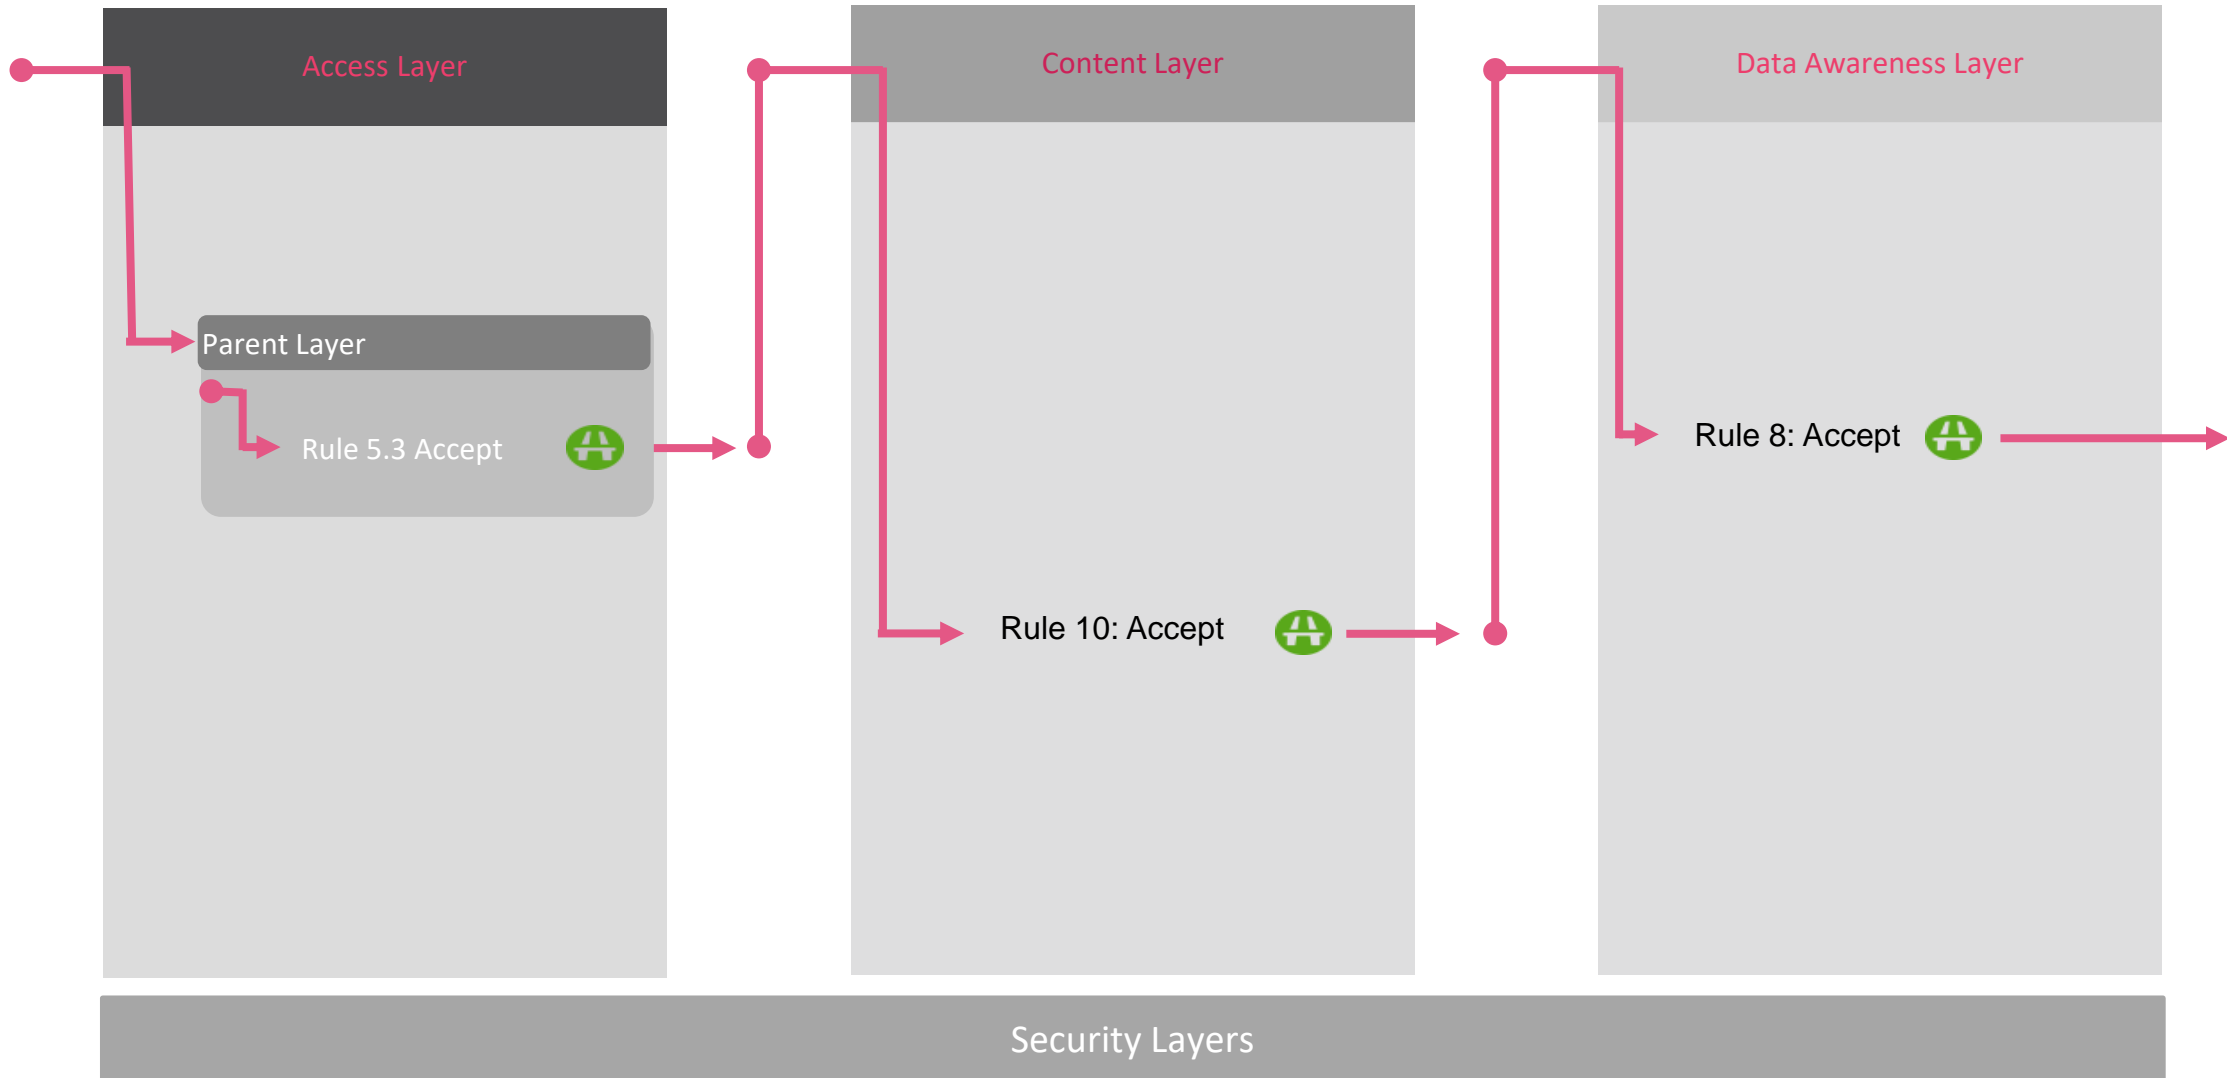 Access Layer
Content Layer
Data Awareness Layer
Parent Layer
Rule 5.3 Accept
Rule 10: Accept
Rule 8: Accept
Security Layers